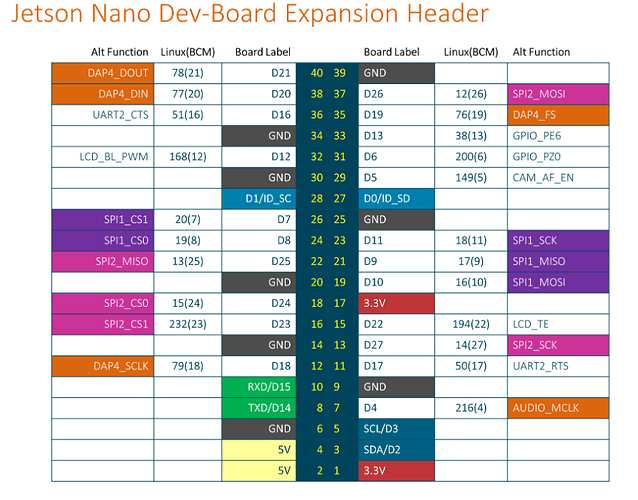 Jetson Nano Dev-Board Expansion Header
Alt Function Linux(BCM) Board Label Board Label Linux(BCM) Alt Function
DAP4_DOUT 78(21) D21 40 39 GND
DAP4_DIN 77(20) D20 38 37 D26 12(26) SPI2_MOSI
UART2_CTS 51(16) D16 36 35 D19 76(19) DAP4_FS
GND 34 33 D13 38(13) GPIO_PE6
LCD_BL_PWM 168(12) D12 32 31 D6 200(6) GPIO_PZ0
GND 30 29 D5 149(5) CAM_AF_EN
D1/ID_SC 28 27 D0/ID_SD
SPI1_CS1 20(7) D7 26 25 GND
SPI1_CS0 19(8) D8 24 23 D11 18(11) SPI1_SCK
SPI2_MISO 13(25) D25 22 21 D9 17(9) SPI1_MISO
GND 20 19 D10 16(10) SPI1_MOSI
SPI2_CS0 15(24) D24 18 17 3.3V
SPI2_CS1 232(23) D23 16 15 D22 194(22) LCD_TE
GND 14 13 D27 14(27) SPI2_SCK
DAP4_SCLK 79(18) D18 12 11 D17 50(17) UART2_RTS
RXD/D15 10 9 GND
TXD/D14 8 7 D4 216(4) AUDIO_MCLK
GND 6 5 SCL/D3
5V 4 3 SDA/D2
5V 2 1 3.3V